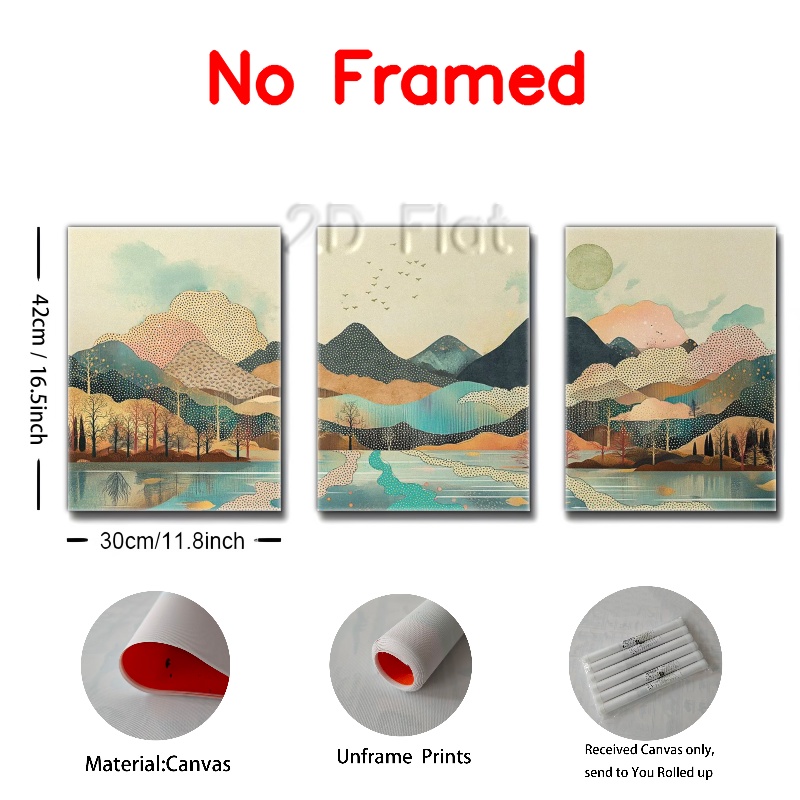 No Framed
2D Flat
42cm / 16.5inch
30cm/11.8inch
Material:Canvas
Unframe Prints
Received Canvas only,
send to You Rolled up